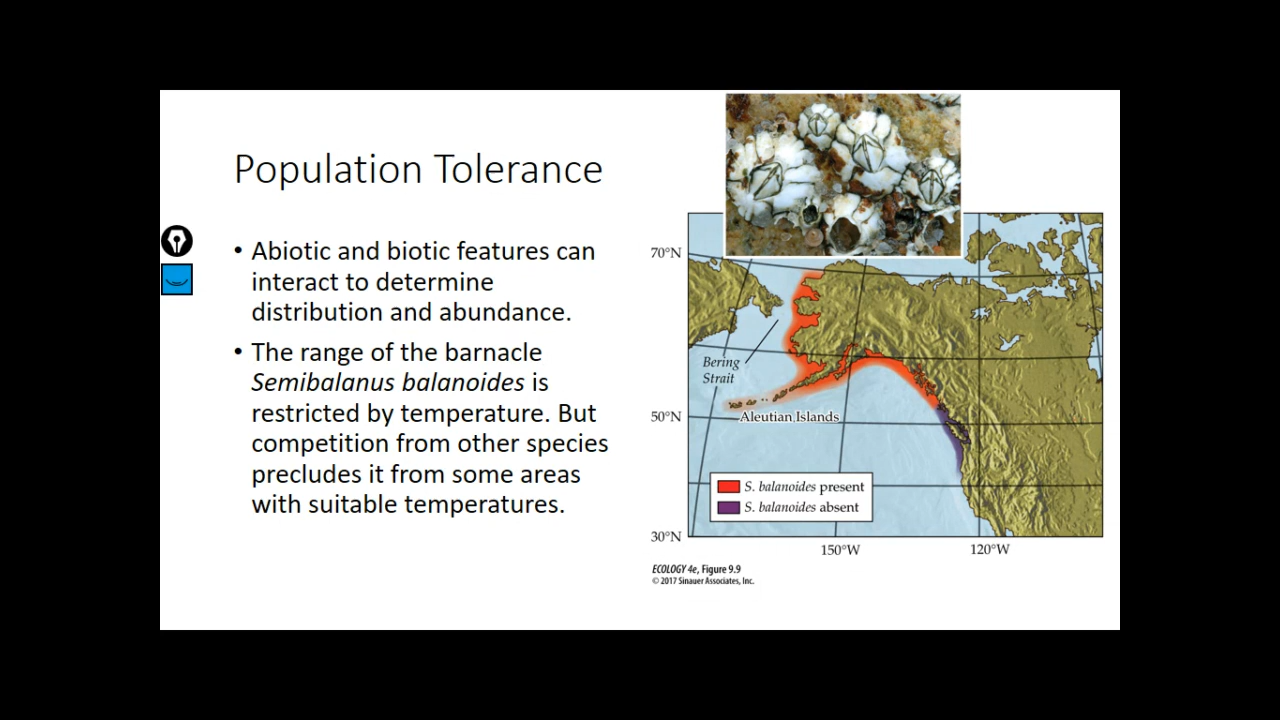 Population Tolerance
• Abiotic and biotic features can
interact to determine
distribution and abundance.
• The range of the barnacle
Semibalanus balanoides is
restricted by temperature. But
competition from other species
precludes it from some areas
with suitable temperatures.
70°N
Bering
Strait
50°N
Aleutian Islands
S. balanoides present
S. balanoides absent
30°N
150°W
120°W
ECOLOGY 4e, Figure 9.9
© 2017 Sinauer Associates, Inc.